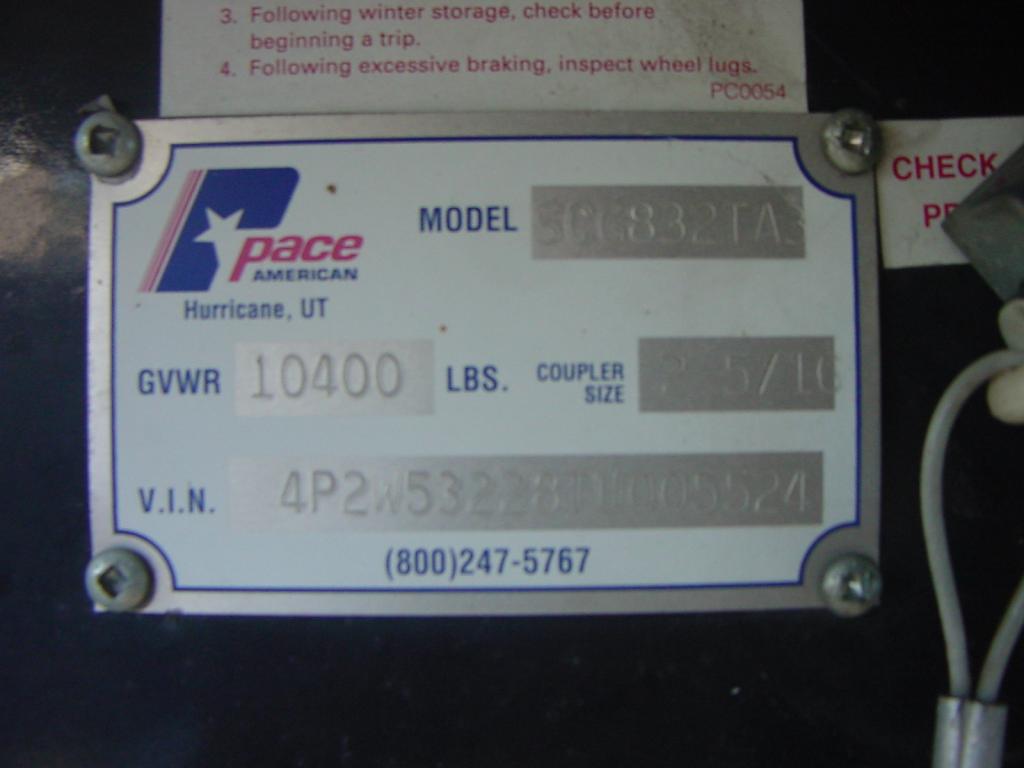 3. Following winter storage, check before
beginning a trip.
4. Following excessive braking, inspect wheel lugs.
PC0054
CHECK
pace
AMERICAN
Hurricane, UT
MODEL
GVWR 10400 LBS. COUPLER SIZE
V.I.N.
(800)247-5767